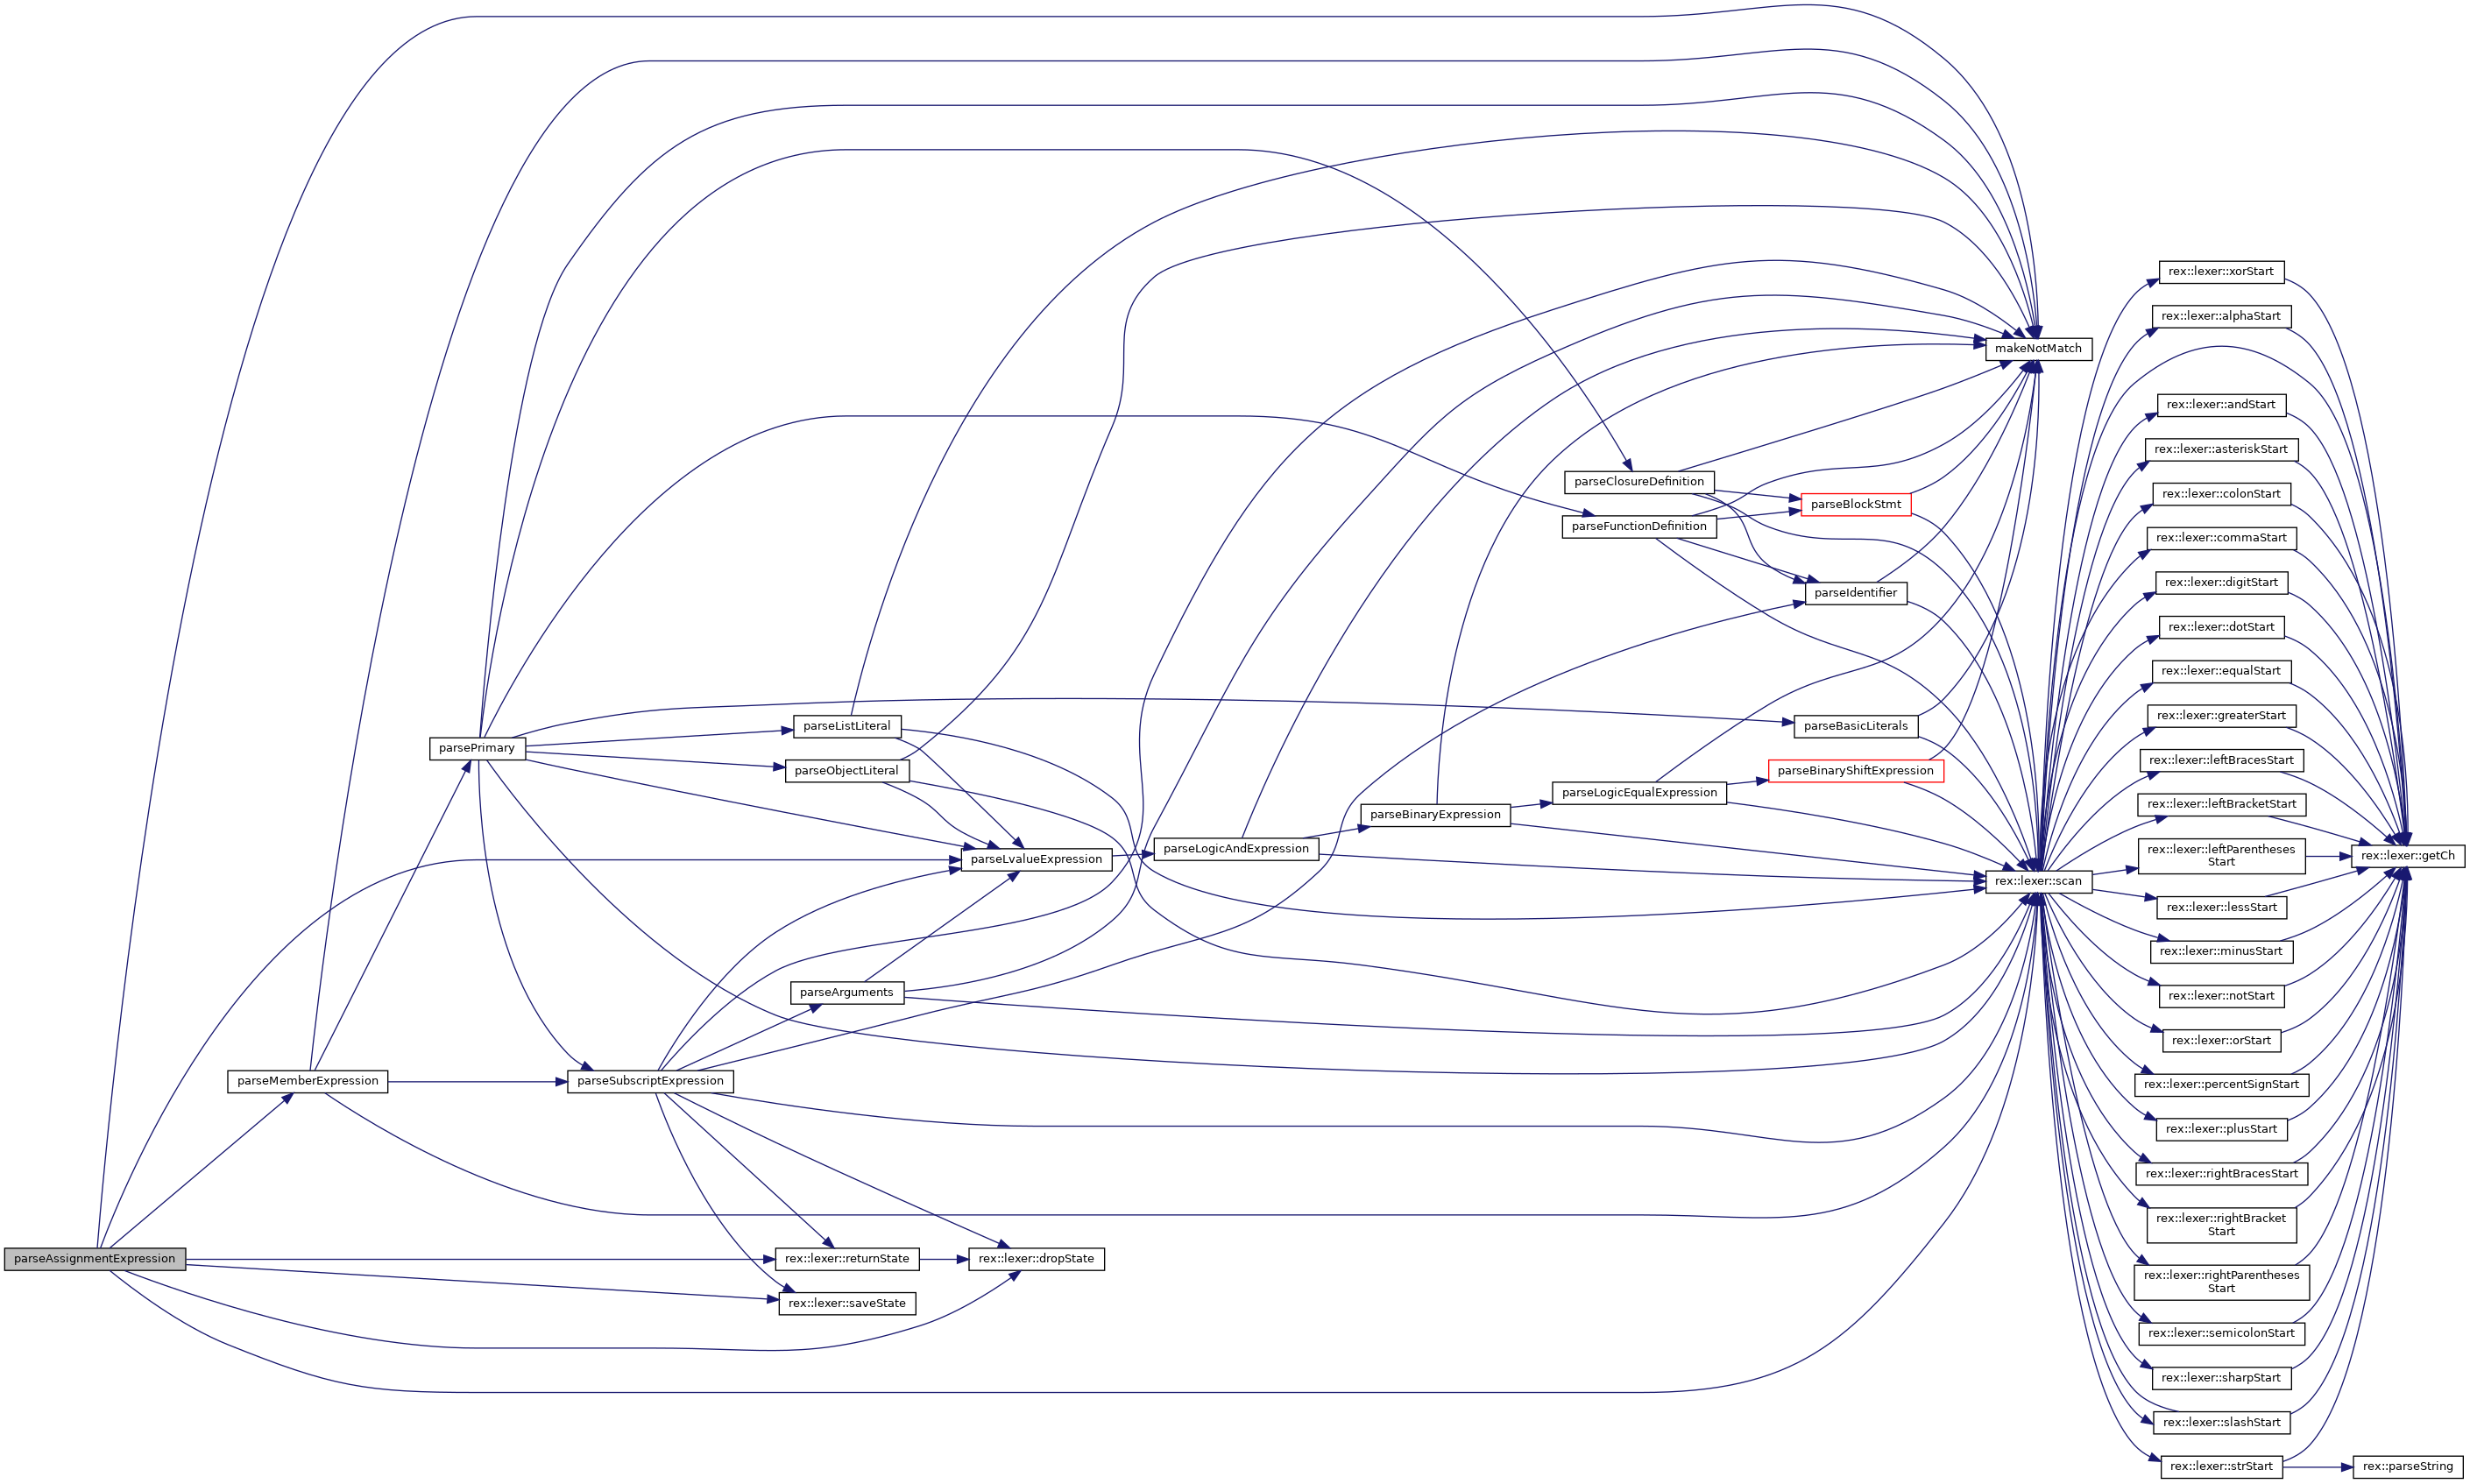 parseAssignmentExpression
parseMemberExpression
parsePrimary
parseSubscriptExpression
parseListLiteral
parseObjectLiteral
parseArguments
rex::lexer::returnState
rex::lexer::saveState
parseLvalueExpression
rex::lexer::dropState
parseLogicAndExpression
parseBinaryExpression
parseClosureDefinition
parseFunctionDefinition
parseLogicEqualExpression
parseBlockStmt
parseIdentifier
parseBasicLiterals
parseBinaryShiftExpression
makeNotMatch
rex::lexer::scan
rex::lexer::xorStart
rex::lexer::alphaStart
rex::lexer::andStart
rex::lexer::asteriskStart
rex::lexer::colonStart
rex::lexer::commaStart
rex::lexer::digitStart
rex::lexer::dotStart
rex::lexer::equalStart
rex::lexer::greaterStart
rex::lexer::leftBracesStart
rex::lexer::leftBracketStart
rex::lexer::leftParentheses
Start
rex::lexer::lessStart
rex::lexer::minusStart
rex::lexer::notStart
rex::lexer::orStart
rex::lexer::percentSignStart
rex::lexer::plusStart
rex::lexer::rightBracesStart
rex::lexer::rightBracket
Start
rex::lexer::rightParentheses
Start
rex::lexer::semicolonStart
rex::lexer::sharpStart
rex::lexer::slashStart
rex::lexer::strStart
rex::lexer::getCh
rex::parseString